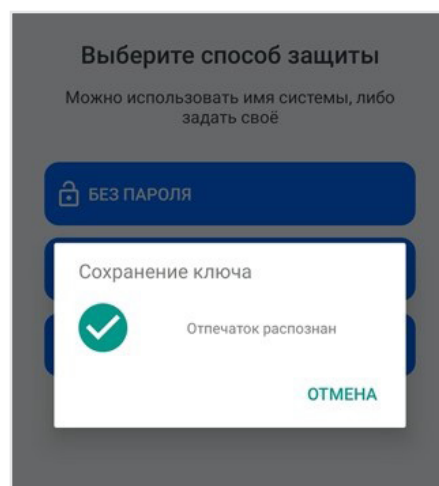 Выберите способ защиты
Можно использовать имя системы, либо
задать своё
БЕЗ ПАРОЛЯ
Сохранение ключа
Отпечаток распознан
ОТМЕНА